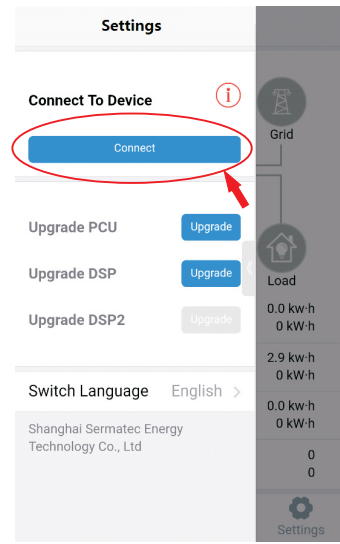 Settings
Connect To Device
i
Connect
Grid
Upgrade PCU Upgrade
Upgrade DSP Upgrade
Load
Upgrade DSP2 Upgrade
0.0 kw·h
0 kW·h
2.9 kw·h
0 kW·h
Switch Language English >
0.0 kw·h
0 kW·h
Shanghai Sermatec Energy
Technology Co., Ltd
0
0
Settings